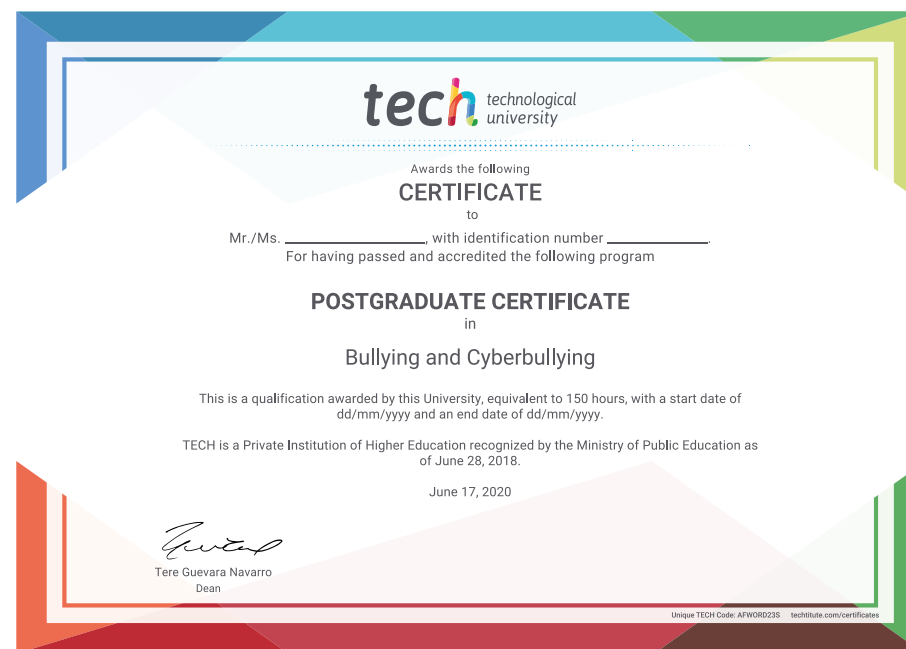 tech technological
university
Awards the following
CERTIFICATE
to
Mr./Ms. ____________________, with identification number ______________.
For having passed and accredited the following program
POSTGRADUATE CERTIFICATE
in
Bullying and Cyberbullying
This is a qualification awarded by this University, equivalent to 150 hours, with a start date of
dd/mm/yyyy and an end date of dd/mm/yyyy.
TECH is a Private Institution of Higher Education recognized by the Ministry of Public Education as
of June 28, 2018.
June 17, 2020
Tere Guevara Navarro
Dean
Unique TECH Code: AFWORD23S techtitute.com/certificates